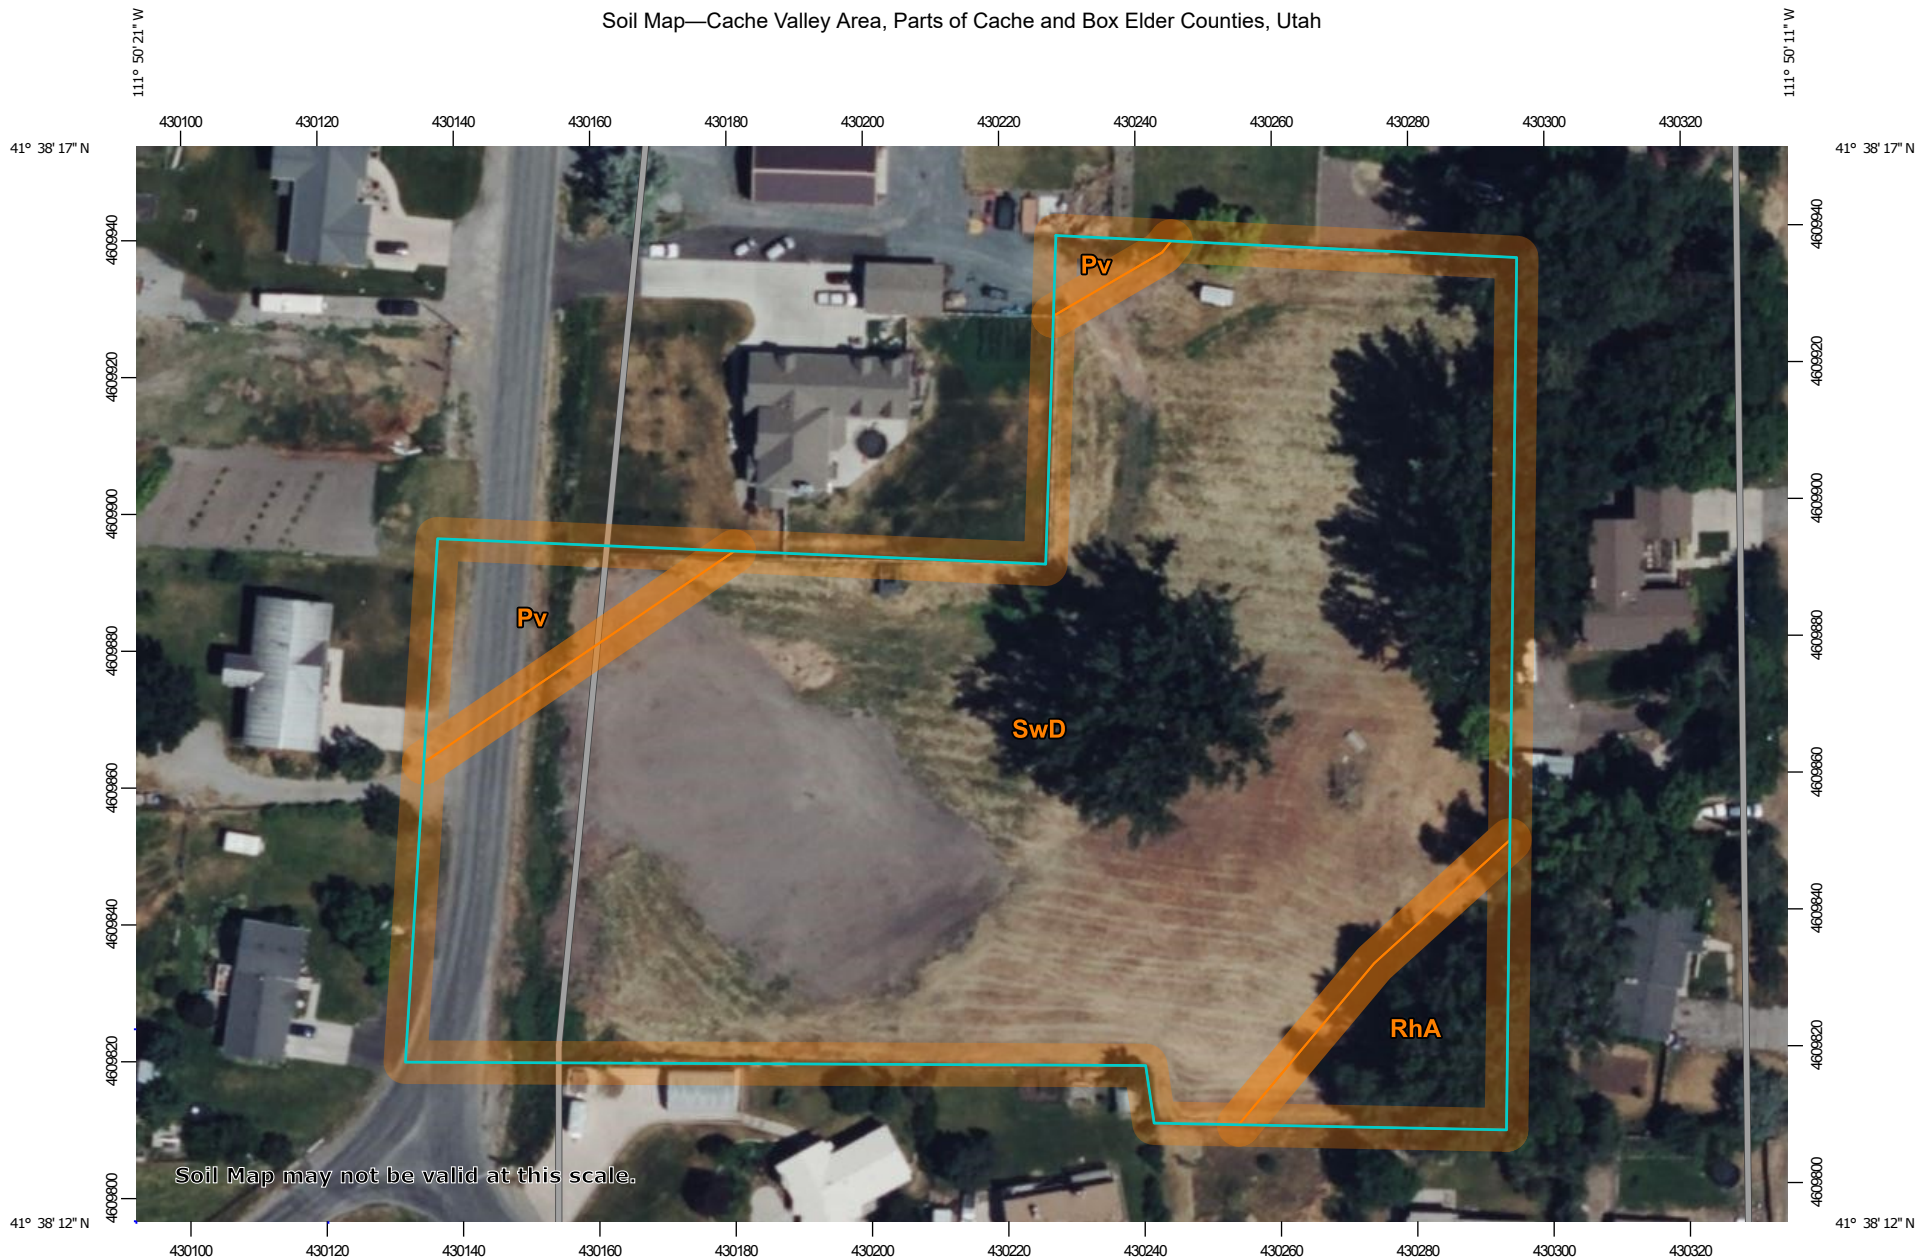 Soil Map—Cache Valley Area, Parts of Cache and Box Elder Counties, Utah
111° 50' 21" W
111° 50' 11" W
430100 430120 430140 430160 430180 430200 430220 430240 430260 430280 430300 430320
41° 38' 17" N
41° 38' 17" N
4609940
4609940
Pv
4609920
4609920
4609900
4609900
Pv
4609880
4609880
SwD
4609860
4609860
4609840
4609840
RhA
4609820
4609820
Soil Map may not be valid at this scale.
4609800
4609800
41° 38' 12" N
41° 38' 12" N
430100 430120 430140 430160 430180 430200 430220 430240 430260 430280 430300 430320